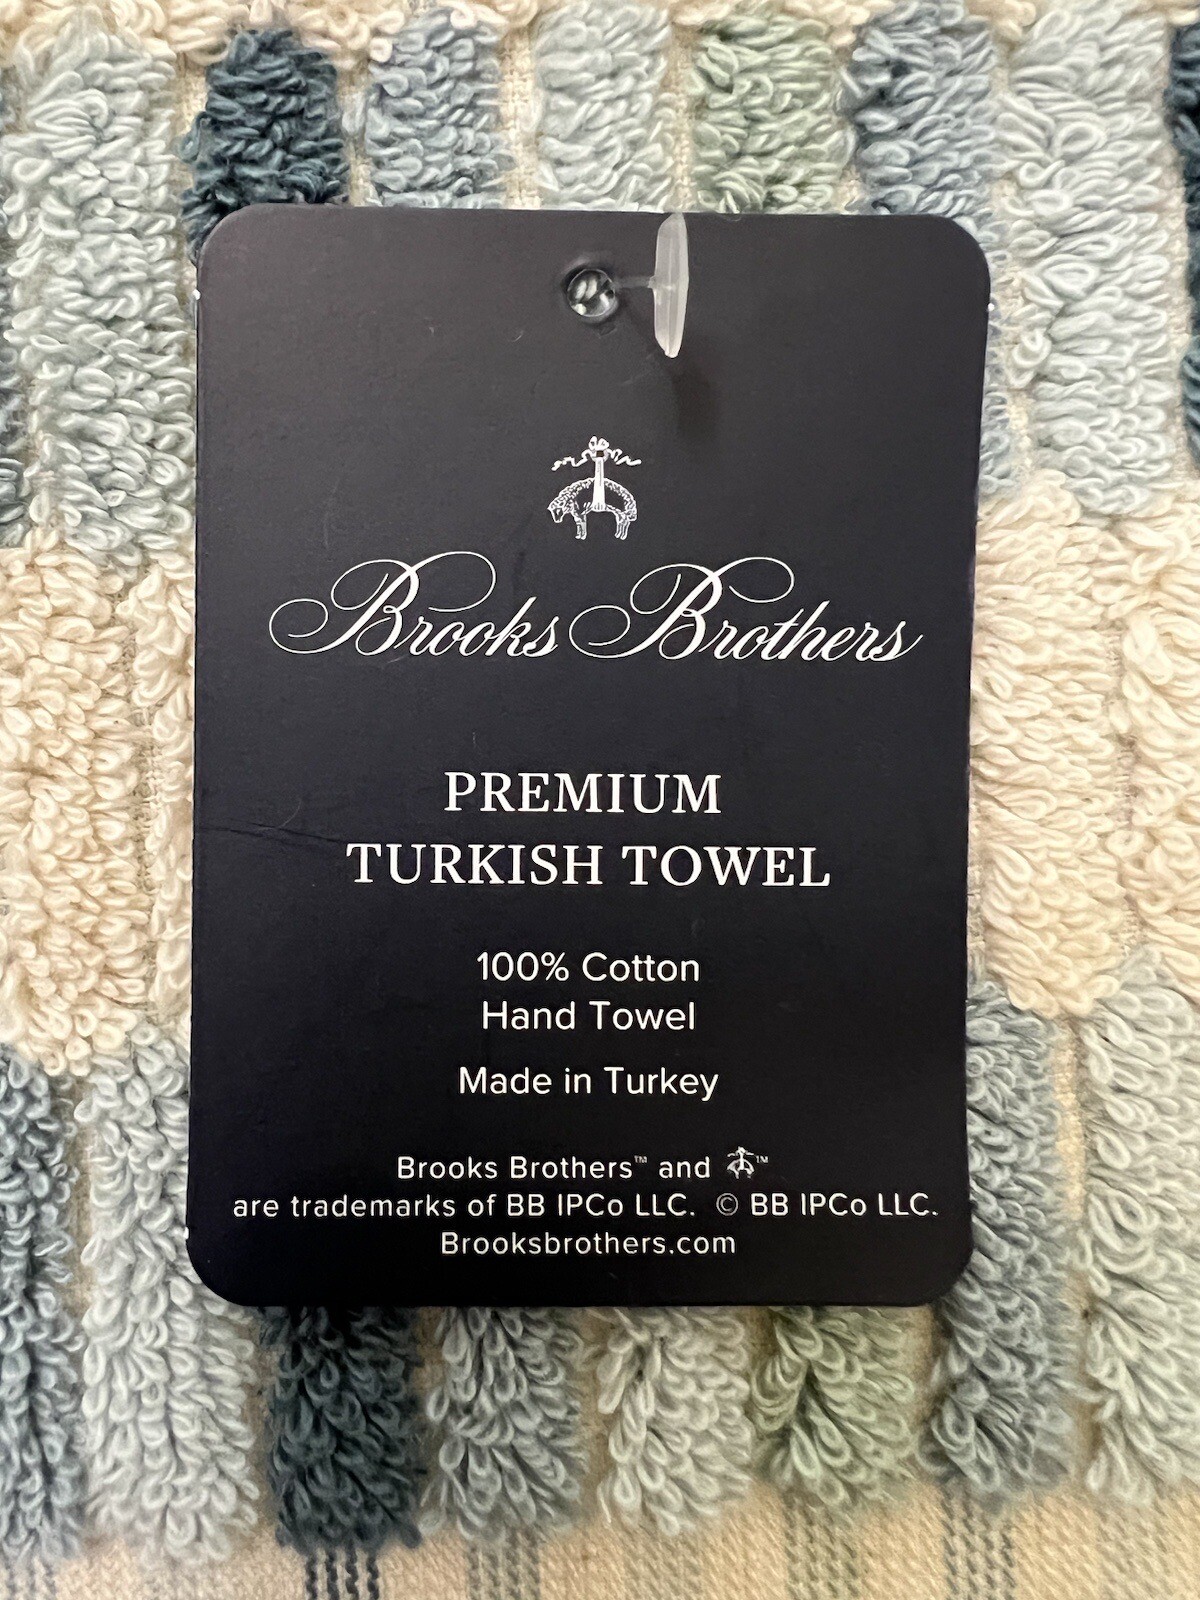 Brooks Brothers
PREMIUM
TURKISH TOWEL
100% Cotton
Hand Towel
Made in Turkey
Brooks Brothers™ and ™
are trademarks of BB IPCo LLC. © BB IPCo LLC.
Brooksbrothers.com